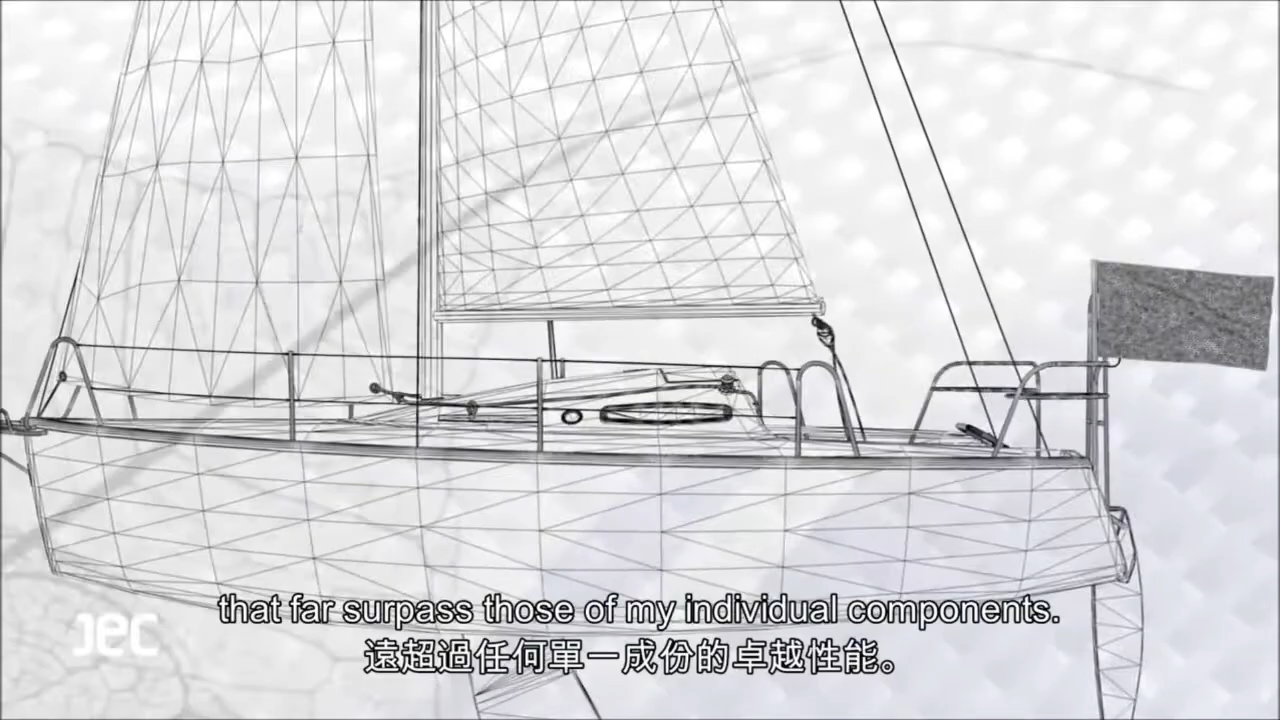 that far surpass those of my individual components.
遠超過任何單一成份的卓越性能。
JEC